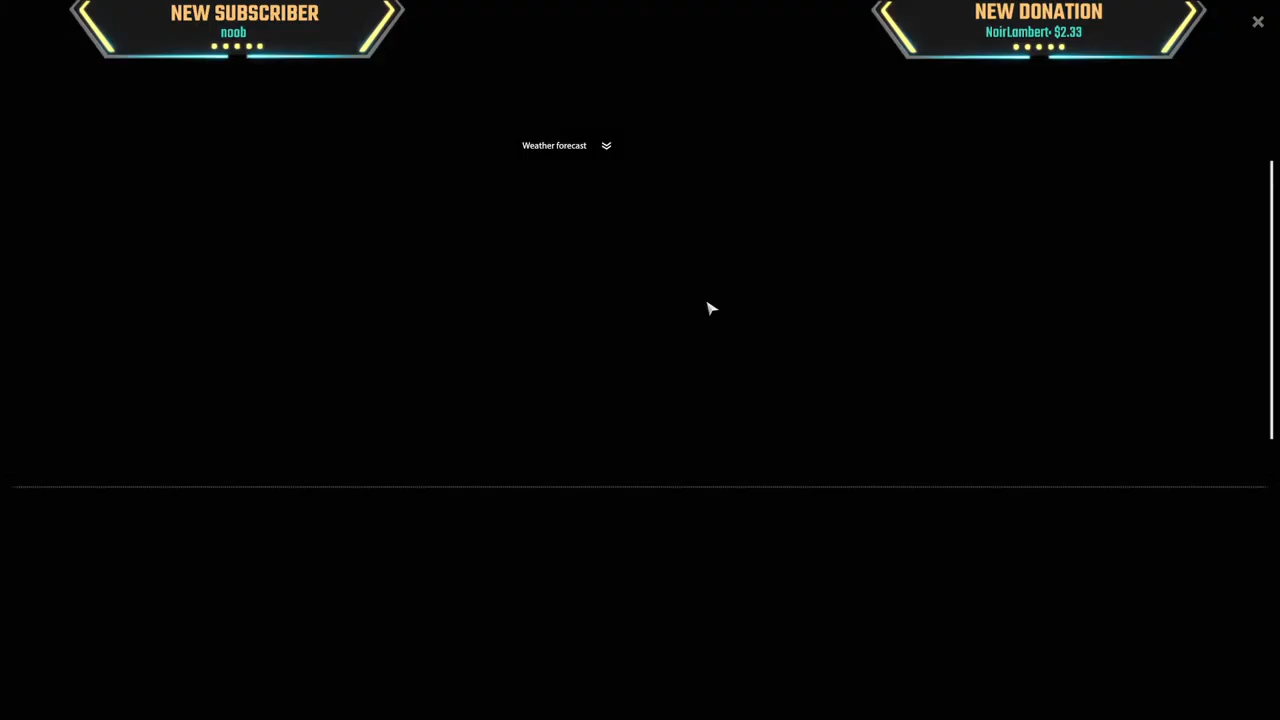 NEW SUBSCRIBER
noob
NEW DONATION
NoirLambert· $2.33
Weather forecast